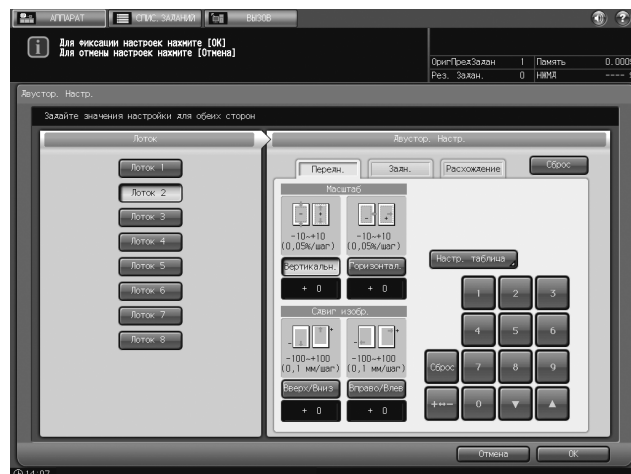 АППАРАТ СПИС. ЗАДАНИЙ ВЫЗОВ
Для фиксации настроек нажмите [OK]
Для отмены настроек нажмите [Отмена]
ОригПредЗадан 1 Память 0.000%
Рез. Задан. 0 НЖМД ----
Двустор. Настр.
Задайте значения настройки для обеих сторон
Лоток
Двустор. Настр.
Лоток 1
Лоток 2
Лоток 3
Лоток 4
Лоток 5
Лоток 6
Лоток 7
Лоток 8
Передн. Задн. Расхождение Сброс
Масштаб
-10~+10 -10~+10
(0,05%/шаг) (0,05%/шаг)
Вертикальн. Горизонтал.
+ 0 + 0
Сдвиг изобр.
-100~+100 -100~+100
(0,1 мм/шаг) (0,1 мм/шаг)
Вверх/Вниз Вправо/Влев
+ 0 + 0
Настр. таблица
1 2 3
4 5 6
Сброс 7 8 9
+↔- 0 ▼ ▲
Отмена OK
14:07